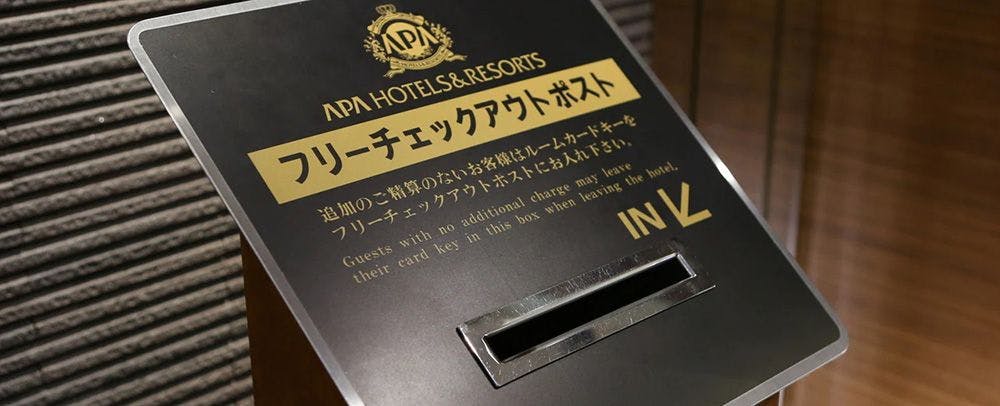 APA
APA HOTELS&RESORTS
フリーチェックアウトポスト
追加のご精算のないお客様はルームカードキーを
フリーチェックアウトポストにお入れ下さい。
Guests with no additional charge may leave
their card key in this box when leaving the hotel.
IN